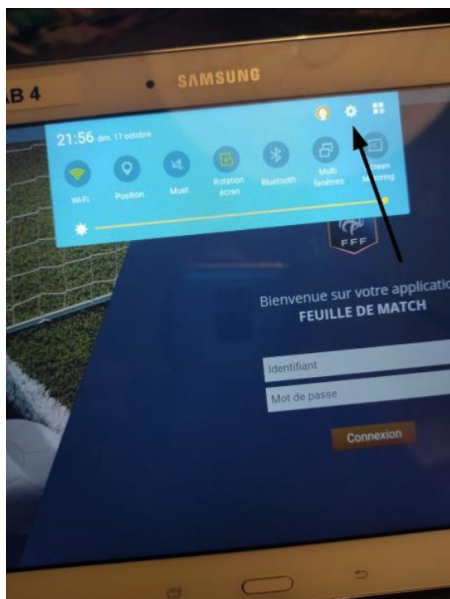 AB 4
SAMSUNG
21:56 dim. 17 octobre
Wi-Fi
Position
Muet
Rotation
écran
Bluetooth
Multi
fenêtres
Screen
Mirroring
FFF
Bienvenue sur votre applicatio
FEUILLE DE MATCH
Identifiant
Mot de passe
Connexion